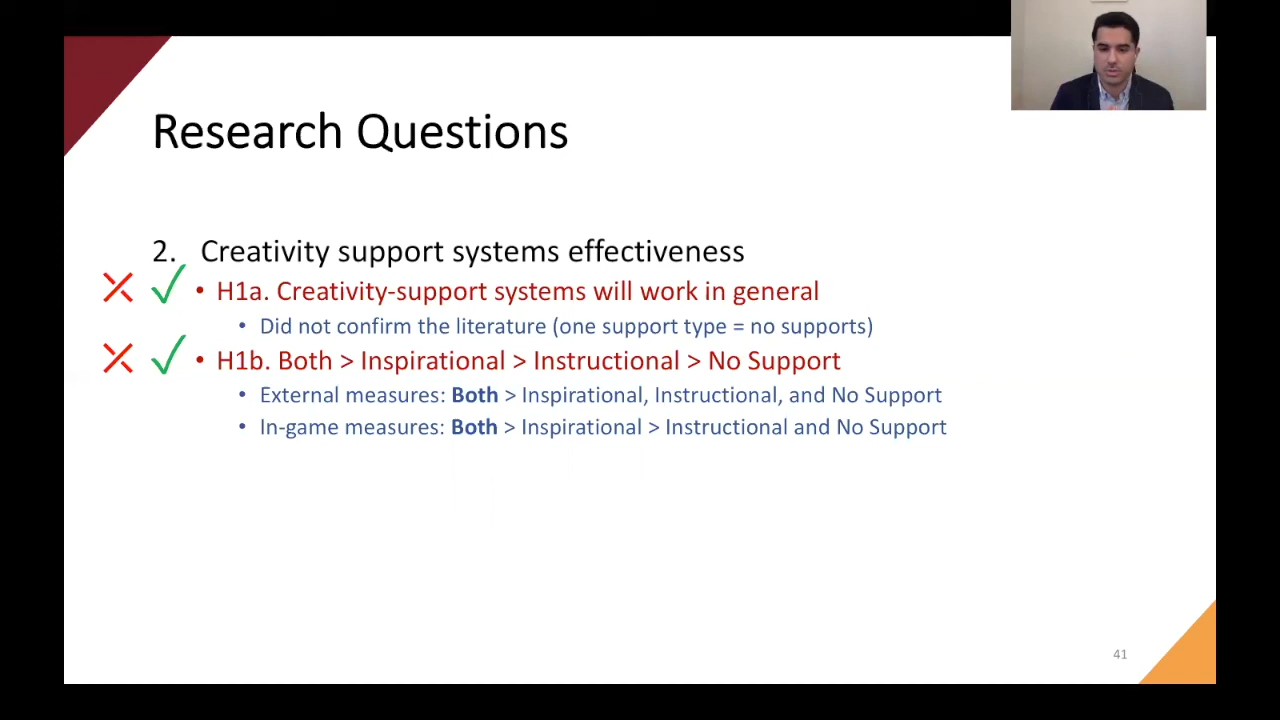 Research Questions
2. Creativity support systems effectiveness
• H1a. Creativity-support systems will work in general
• Did not confirm the literature (one support type = no supports)
• H1b. Both > Inspirational > Instructional > No Support
• External measures: Both > Inspirational, Instructional, and No Support
• In-game measures: Both > Inspirational > Instructional and No Support
41